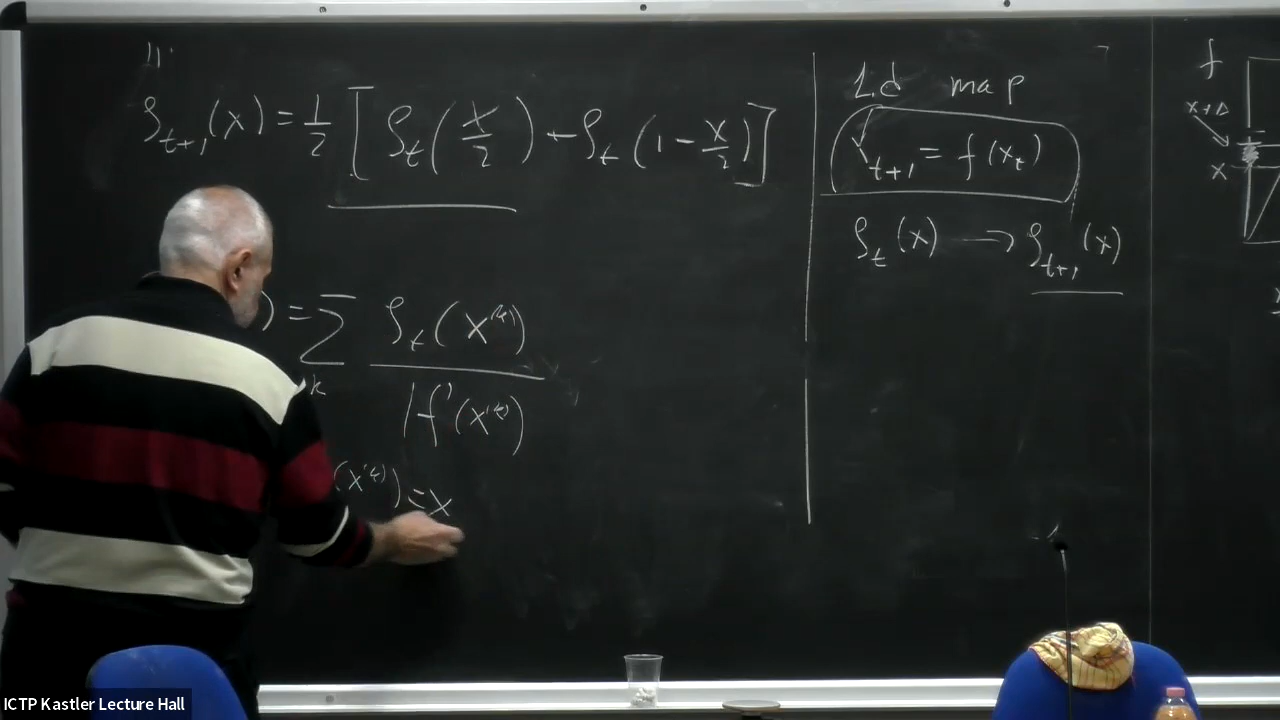 ρ_{t+1}(x) = 1/2 [ρ_t(x/2) + ρ_t(1 - x/2)]
) = Σ_k ρ_t(x^{(k)}) / |f'(x^{(k)})
(x^{(k)}) = x
1d map
x_{t+1} = f(x_t)
ρ_t(x) → ρ_{t+1}(x)
f
x+Δ
x
ICTP Kastler Lecture Hall